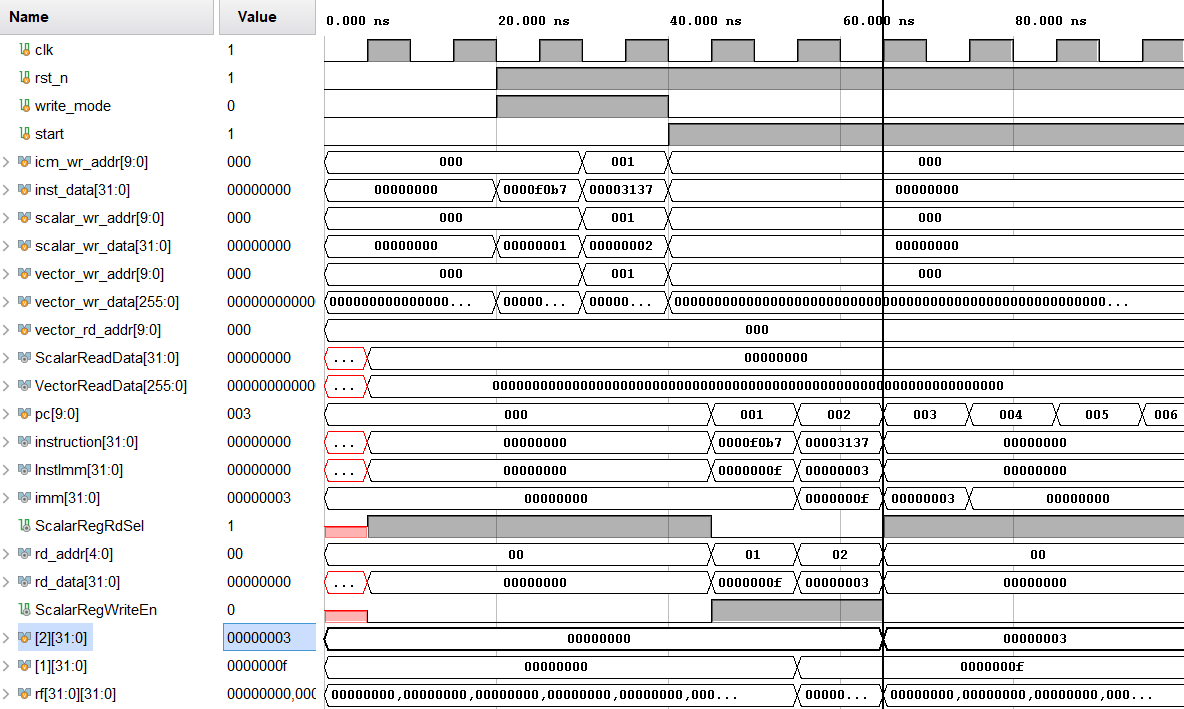 Name Value 0.000 ns 20.000 ns 40.000 ns 60.000 ns 80.000 ns
clk 1
rst_n 1
write_mode 0
start 1
icm_wr_addr[9:0] 000 000 001 000
inst_data[31:0] 00000000 00000000 0000f0b7 00003137 00000000
scalar_wr_addr[9:0] 000 000 001 000
scalar_wr_data[31:0] 00000000 00000000 00000001 00000002 00000000
vector_wr_addr[9:0] 000 000 001 000
vector_wr_data[255:0] 00000000000 000000000000000... 00000... 00000... 00000000000000000000000000000000000000000000000000...
vector_rd_addr[9:0] 000 000
ScalarReadData[31:0] 00000000 ... 00000000
VectorReadData[255:0] 00000000000 ... 0000000000000000000000000000000000000000000000000000000000000000
pc[9:0] 003 000 001 002 003 004 005 006
instruction[31:0] 00000000 ... 00000000 0000f0b7 00003137 00000000
InstImm[31:0] 00000000 ... 00000000 0000000f 00000003 00000000
imm[31:0] 00000003 00000000 0000000f 00000003 00000000
ScalarRegRdSel 1
rd_addr[4:0] 00 00 01 02 00
rd_data[31:0] 00000000 ... 00000000 0000000f 00000003 00000000
ScalarRegWriteEn 0
[2][31:0] 00000003 00000000 00000003
[1][31:0] 0000000f 00000000 0000000f
rf[31:0][31:0] 00000000,000 00000000,00000000,00000000,00000000,00000000,000... 00000... 00000000,00000000,00000000,000...